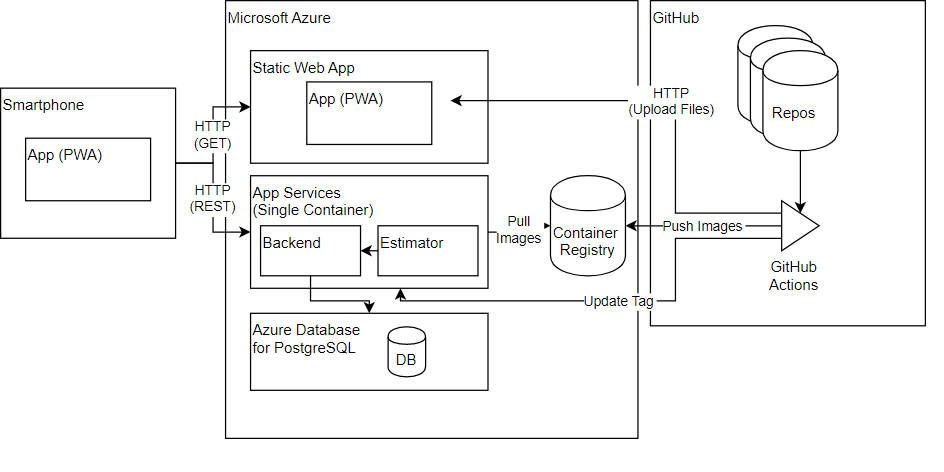 Microsoft Azure
GitHub
Static Web App
App (PWA)
HTTP
(Upload Files)
Repos
Smartphone
App (PWA)
HTTP
(GET)
HTTP
(REST)
App Services
(Single Container)
Backend
Estimator
Pull
Images
Container
Registry
Push Images
GitHub
Actions
Update Tag
Azure Database
for PostgreSQL
DB